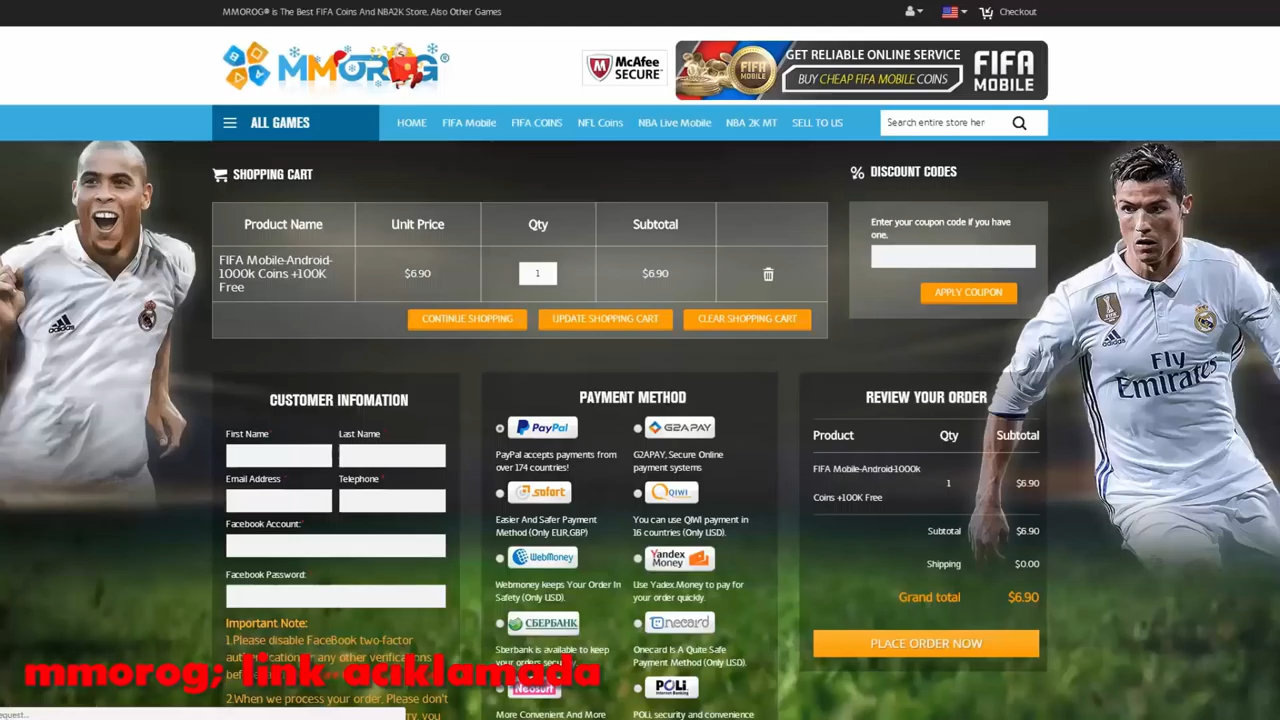 MMOROG® is The Best FIFA Coins And NBA2K Store, Also Other Games
Checkout
MMOROG®
McAfee
SECURE™
GET RELIABLE ONLINE SERVICE
BUY CHEAP FIFA MOBILE COINS
FIFA
MOBILE
FIFA
ALL GAMES
HOME
FIFA Mobile
FIFA COINS
NFL Coins
NBA Live Mobile
NBA 2K MT
SELL TO US
Search entire store her
SHOPPING CART
Product Name
Unit Price
Qty
Subtotal
FIFA Mobile-Android-
1000k Coins +100K
Free
$6.90
1
$6.90
CONTINUE SHOPPING
UPDATE SHOPPING CART
CLEAR SHOPPING CART
% DISCOUNT CODES
Enter your coupon code if you have
one.
APPLY COUPON
adidas
adidas
Fly
Emirates
CUSTOMER INFOMATION
First Name*
Last Name *
Email Address *
Telephone *
Facebook Account:*
Facebook Password: *
Important Note:
1.Please disable FaceBook two-factor
2.When we process your order, Please don't
PAYMENT METHOD
PayPal
PayPal accepts payments from
over 174 countries!
G2APAY
G2APAY, Secure Online
payment systems
sofort
Easier And Safer Payment
Method (Only EUR,GBP)
QIWI
You can use QIWI payment in
16 countries (Only USD).
WebMoney
Webmoney keeps Your Order In
Safety (Only USD).
Yandex
Money
Use Yadex.Money to pay for
your order quickly.
СБЕРБАНК
Sberbank is available to keep
your orders
onecard
Onecard Is A Quite Safe
Payment Method (Only USD).
Neosurf
More Convenient And More
POLi
Internet Banking
POLi, security and convenience
REVIEW YOUR ORDER
Product
Qty
Subtotal
FIFA Mobile-Android-1000k
Coins +100K Free
1
$6.90
Subtotal
$6.90
Shipping
$0.00
Grand total
$6.90
PLACE ORDER NOW
mmorog; link aciklamada
equest...